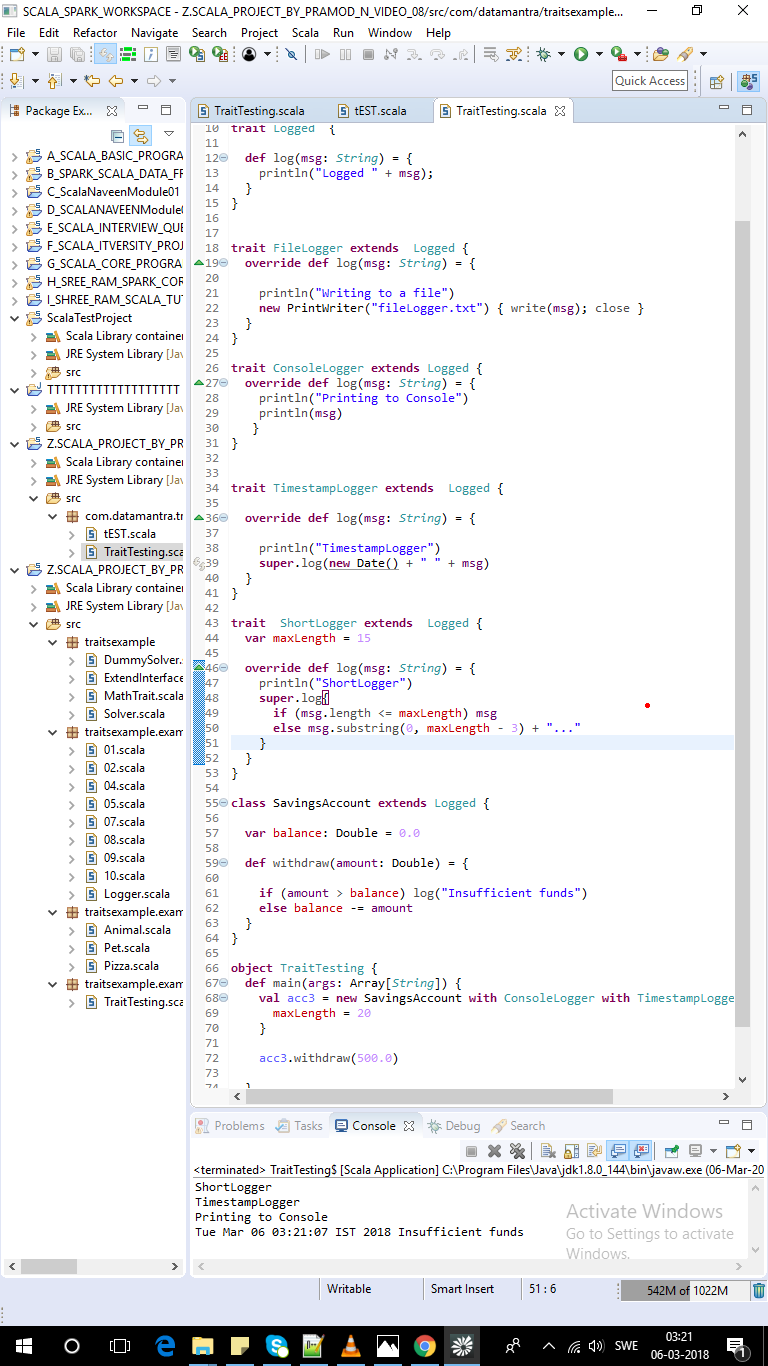 SCALA_SPARK_WORKSPACE - Z.SCALA_PROJECT_BY_PRAMOD_N_VIDEO_08/src/com/datamantra/traitsexample...
File Edit Refactor Navigate Search Project Scala Run Window Help
Quick Access
Package Ex...
TraitTesting.scala
tEST.scala
TraitTesting.scala
A_SCALA_BASIC_PROGRA
B_SPARK_SCALA_DATA_FF
C_ScalaNaveenModule01
D_SCALANAVEENModule
E_SCALA_INTERVIEW_QUE
F_SCALA_ITVERSITY_PROJ
G_SCALA_CORE_PROGRA
H_SREE_RAM_SPARK_COR
I_SHREE_RAM_SCALA_TUT
ScalaTestProject
Scala Library container
JRE System Library [Jav
src
TTTTTTTTTTTTTTTTTTT
JRE System Library [Jav
src
Z.SCALA_PROJECT_BY_PR
Scala Library container
JRE System Library [Jav
src
com.datamantra.tr
tEST.scala
TraitTesting.sca
Z.SCALA_PROJECT_BY_PR
Scala Library container
JRE System Library [Jav
src
traitsexample
DummySolver.
ExtendInterface
MathTrait.scala
Solver.scala
traitsexample.exam
01.scala
02.scala
04.scala
05.scala
07.scala
08.scala
09.scala
10.scala
Logger.scala
traitsexample.exam
Animal.scala
Pet.scala
Pizza.scala
traitsexample.exam
TraitTesting.sca
10 trait Logged  {
11
12   def log(msg: String) = {
13     println("Logged " + msg);
14   }
15 }
16
17
18 trait FileLogger extends  Logged {
19   override def log(msg: String) = {
20
21     println("Writing to a file")
22     new PrintWriter("fileLogger.txt") { write(msg); close }
23   }
24 }
25
26 trait ConsoleLogger extends Logged {
27   override def log(msg: String) = {
28     println("Printing to Console")
29     println(msg)
30    }
31 }
32
33
34 trait TimestampLogger extends  Logged {
35
36   override def log(msg: String) = {
37
38     println("TimestampLogger")
39     super.log(new Date() + " " + msg)
40   }
41 }
42
43 trait  ShortLogger extends  Logged {
44   var maxLength = 15
45
46   override def log(msg: String) = {
47     println("ShortLogger")
48     super.log{
49       if (msg.length <= maxLength) msg
50       else msg.substring(0, maxLength - 3) + "..."
51     }
52   }
53 }
54
55 class SavingsAccount extends Logged {
56
57   var balance: Double = 0.0
58
59   def withdraw(amount: Double) = {
60
61     if (amount > balance) log("Insufficient funds")
62     else balance -= amount
63   }
64 }
65
66 object TraitTesting {
67   def main(args: Array[String]) {
68     val acc3 = new SavingsAccount with ConsoleLogger with TimestampLogge
69       maxLength = 20
70     }
71
72     acc3.withdraw(500.0)
73
74   }
Problems Tasks Console Debug Search
<terminated> TraitTesting$ [Scala Application] C:\Program Files\Java\jdk1.8.0_144\bin\javaw.exe (06-Mar-20
ShortLogger
TimestampLogger
Printing to Console
Tue Mar 06 03:21:07 IST 2018 Insufficient funds
Activate Windows
Go to Settings to activate
Windows.
Writable
Smart Insert
51 : 6
542M of 1022M
SWE
03:21
06-03-2018
1